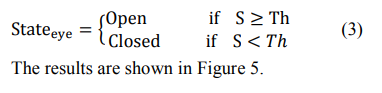 State_eye = { Open if S ≥ Th (3)
Closed if S < Th
The results are shown in Figure 5.